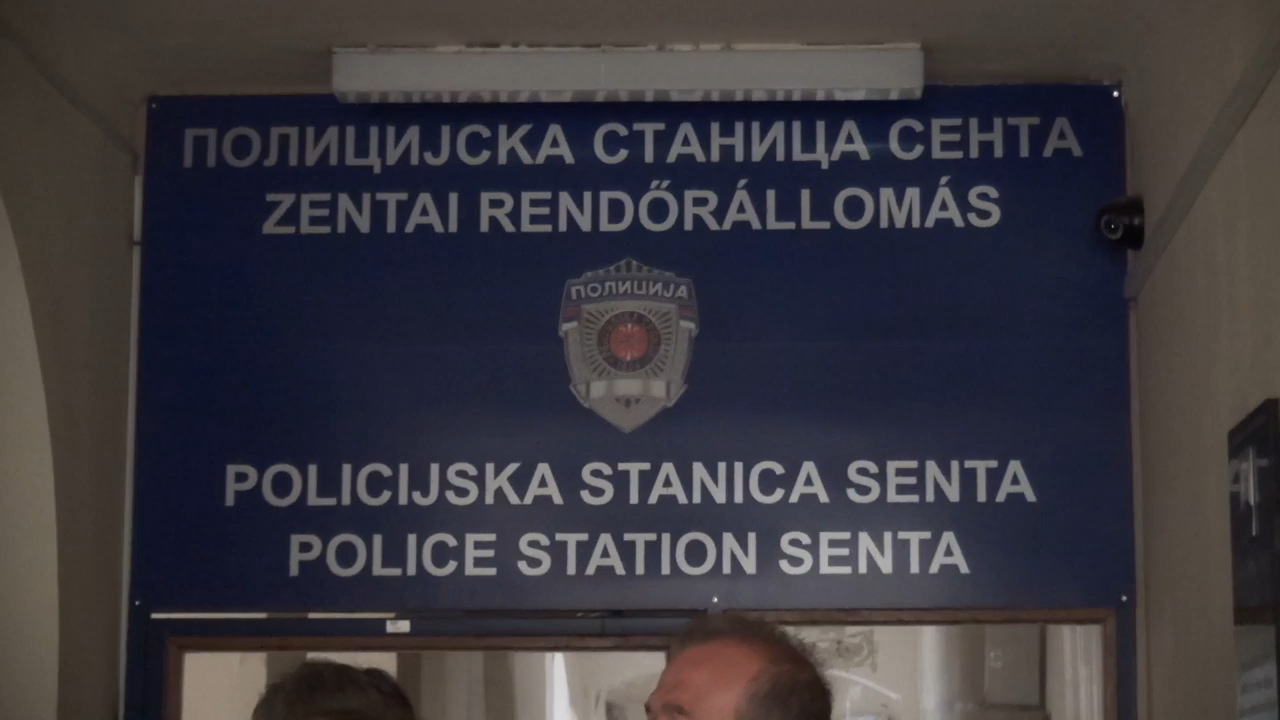 ПОЛИЦИЈСКА СТАНИЦА СЕНТА
ZENTAI RENDŐRÁLLOMÁS
ПОЛИЦИЈА
POLICIJSKA STANICA SENTA
POLICE STATION SENTA